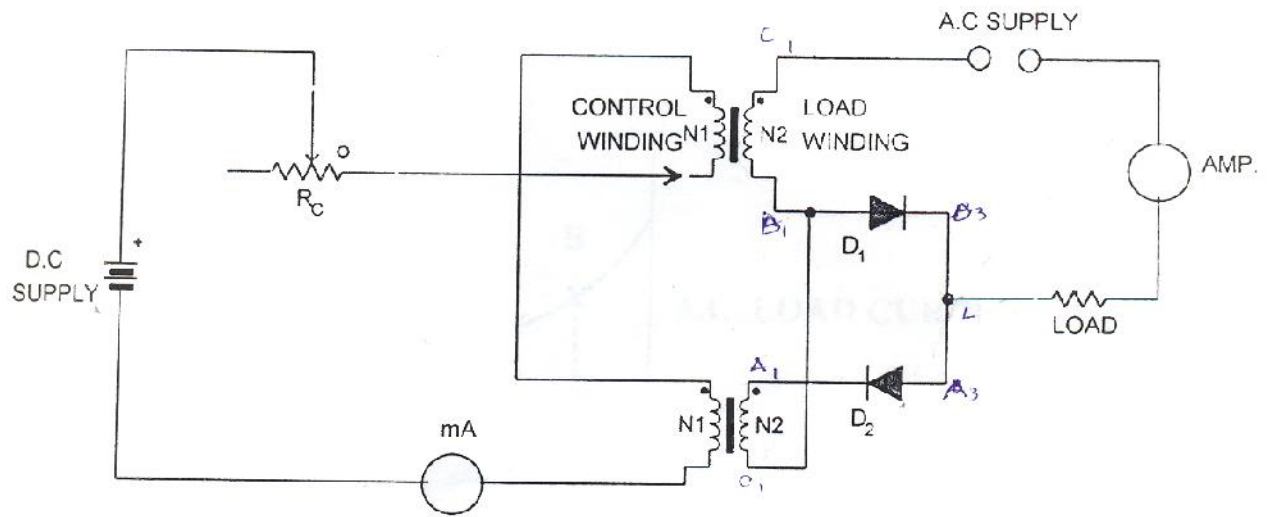 A.C SUPPLY
C1
CONTROL WINDING
N1
N2
LOAD WINDING
O
RC
AMP.
B1
B3
D1
+
D.C SUPPLY
L
LOAD
A1
A3
D2
mA
N1
N2